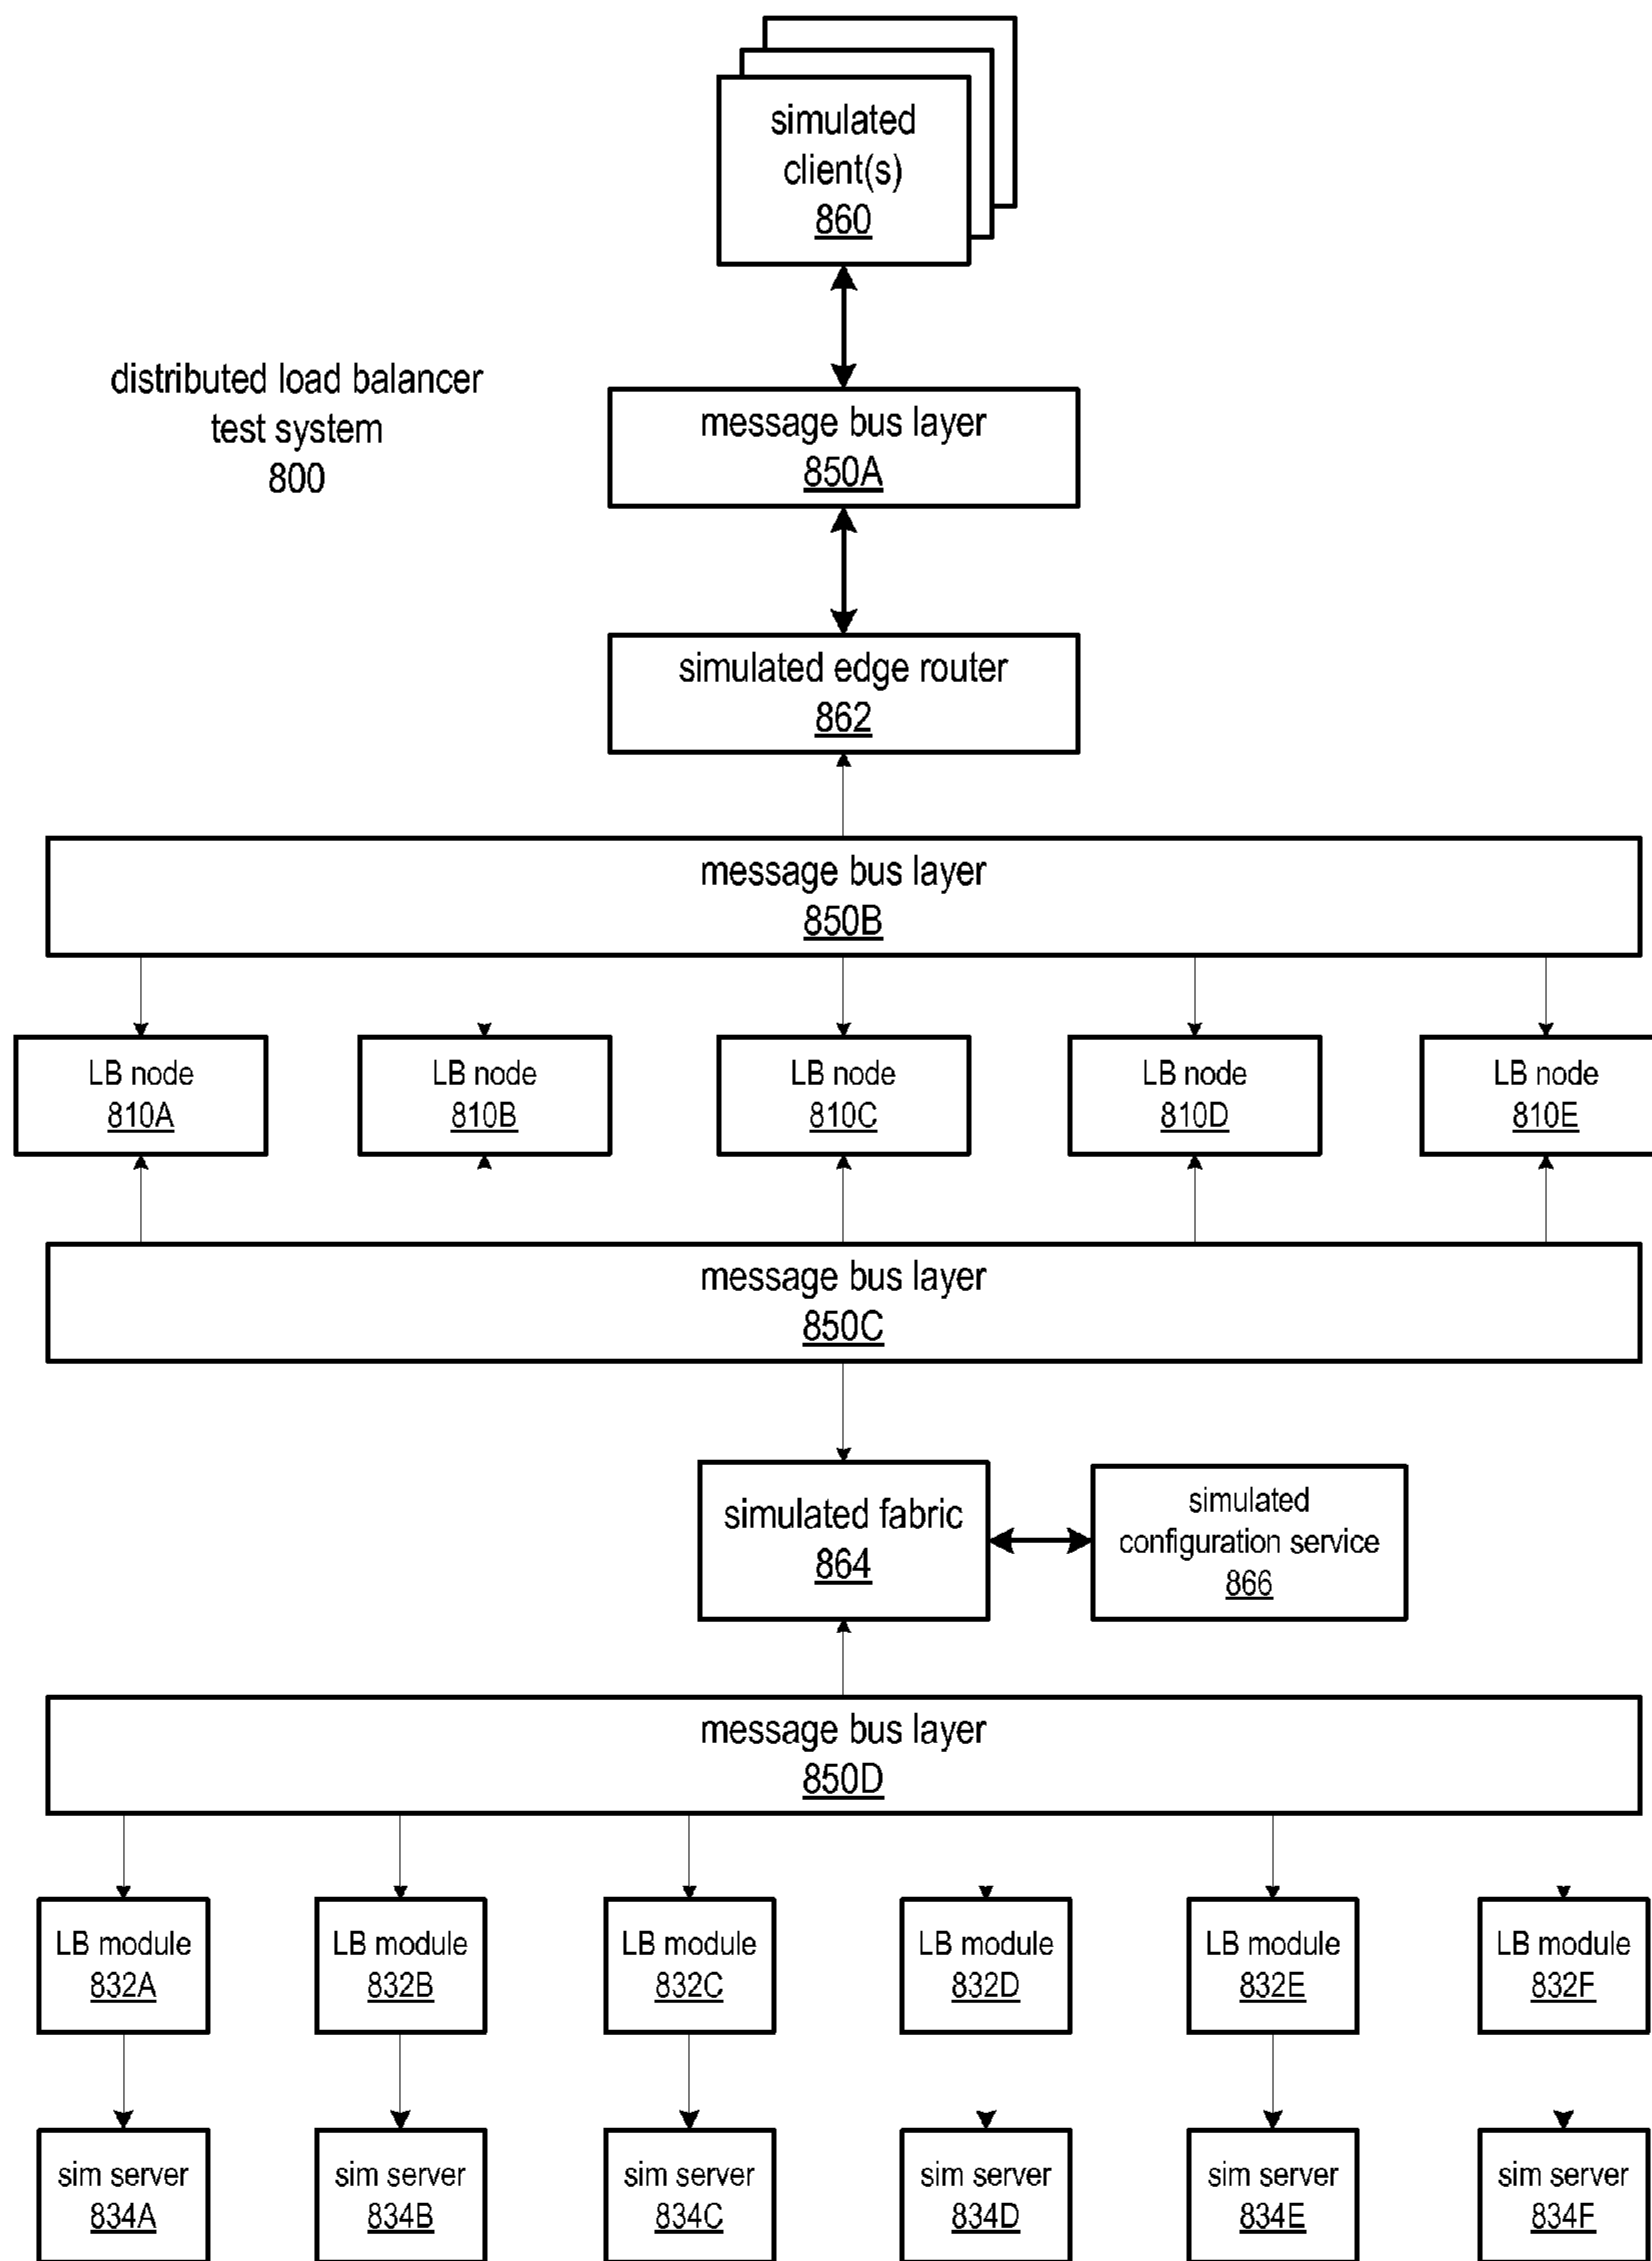 simulated
client(s)
860
distributed load balancer
test system
800
message bus layer
850A
simulated edge router
862
message bus layer
850B
LB node
810A
LB node
810B
LB node
810C
LB node
810D
LB node
810E
message bus layer
850C
simulated fabric
864
simulated
configuration service
866
message bus layer
850D
LB module
832A
LB module
832B
LB module
832C
LB module
832D
LB module
832E
LB module
832F
sim server
834A
sim server
834B
sim server
834C
sim server
834D
sim server
834E
sim server
834F